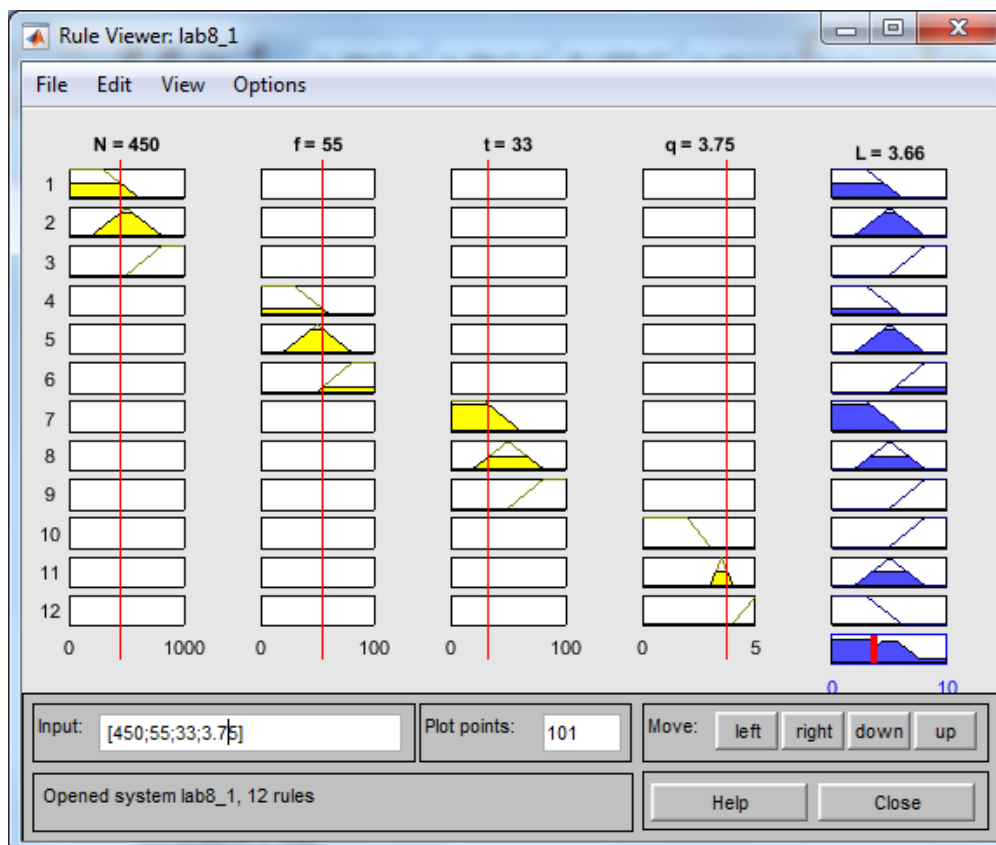 Rule Viewer: lab8_1
File Edit View Options
N = 450 f = 55 t = 33 q = 3.75 L = 3.66
1
2
3
4
5
6
7
8
9
10
11
12
0 1000 0 100 0 100 0 5
0 10
Input: [450;55;33;3.75] Plot points: 101 Move: left right down up
Opened system lab8_1, 12 rules Help Close